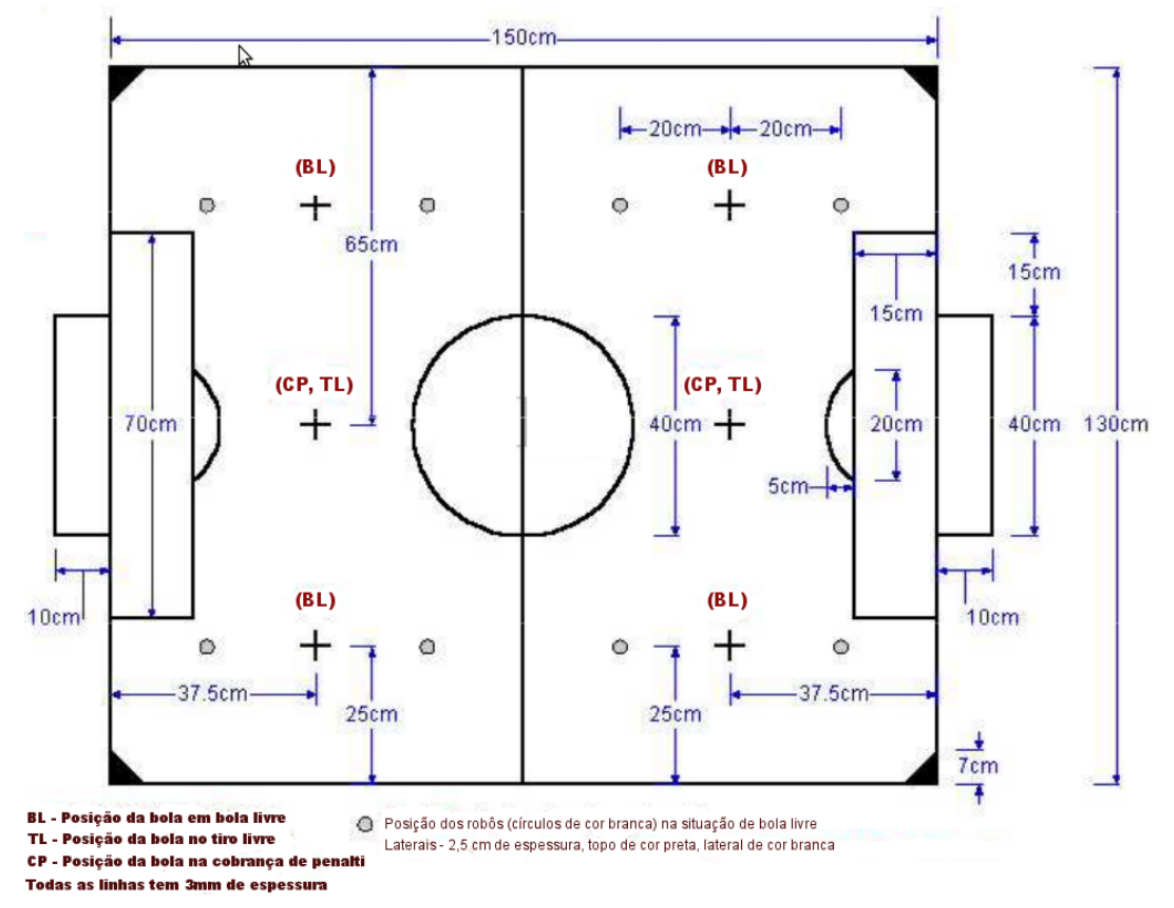 150cm
20cm 20cm
(BL) (BL)
65cm
15cm
15cm
(CP, TL) (CP, TL)
70cm 40cm 20cm 40cm 130cm
5cm
(BL) (BL)
10cm 10cm
37.5cm 37.5cm
25cm 25cm
7cm
BL - Posição da bola em bola livre
TL - Posição da bola no tiro livre
CP - Posição da bola na cobrança de penalti
Todas as linhas tem 3mm de espessura
Posição dos robôs (círculos de cor branca) na situação de bola livre
Laterais - 2,5 cm de espessura, topo de cor preta, lateral de cor branca